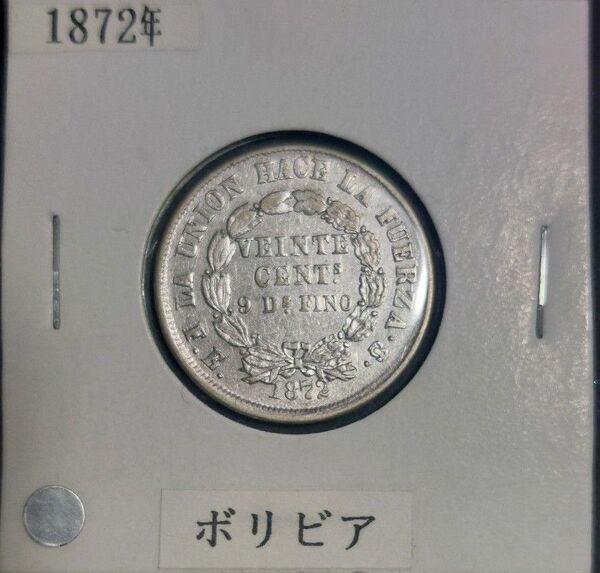 1872年
LA UNION HACE LA FUERZA.S.
VEINTE
CENTS
9 DS FINO
.F.E.
1872
ボリビア